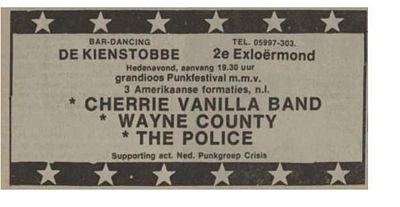 BAR-DANCING TEL. 05997-303.
DE KIENSTOBBE 2e Exloërmond
Hedenavond, aanvang 19.30 uur
grandioos Punkfestival m.m.v.
3 Amerikaanse formaties, n.l.
* CHERRIE VANILLA BAND
* WAYNE COUNTY
* THE POLICE
Supporting act. Ned. Punkgroep Crisis